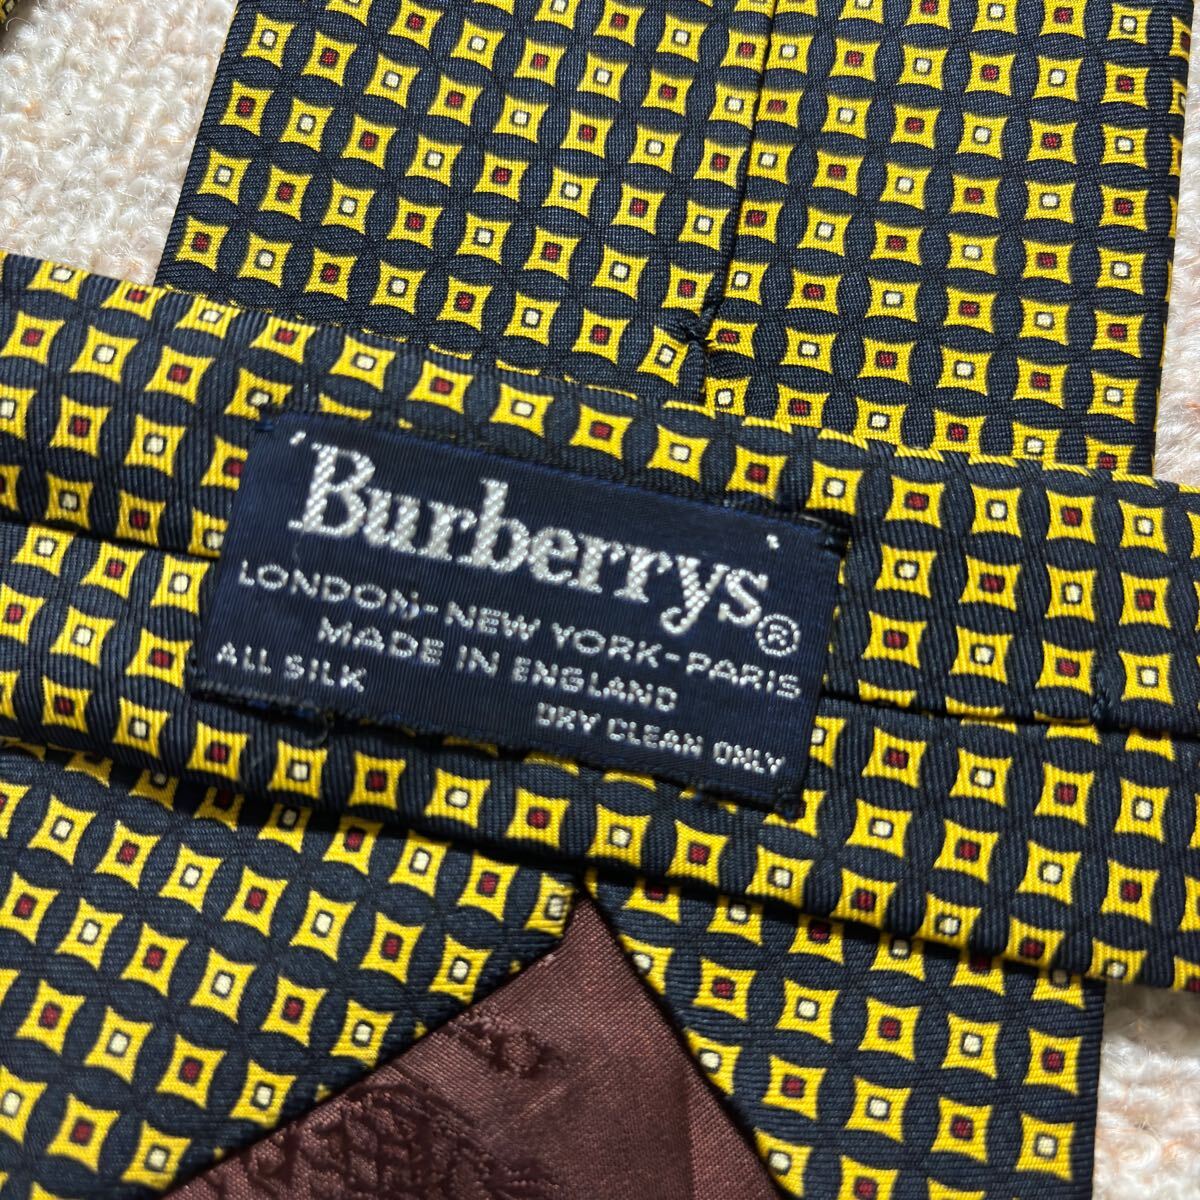 'Burberrys'®
LONDON-NEW YORK-PARIS
MADE IN ENGLAND
ALL SILK
DRY CLEAN ONLY